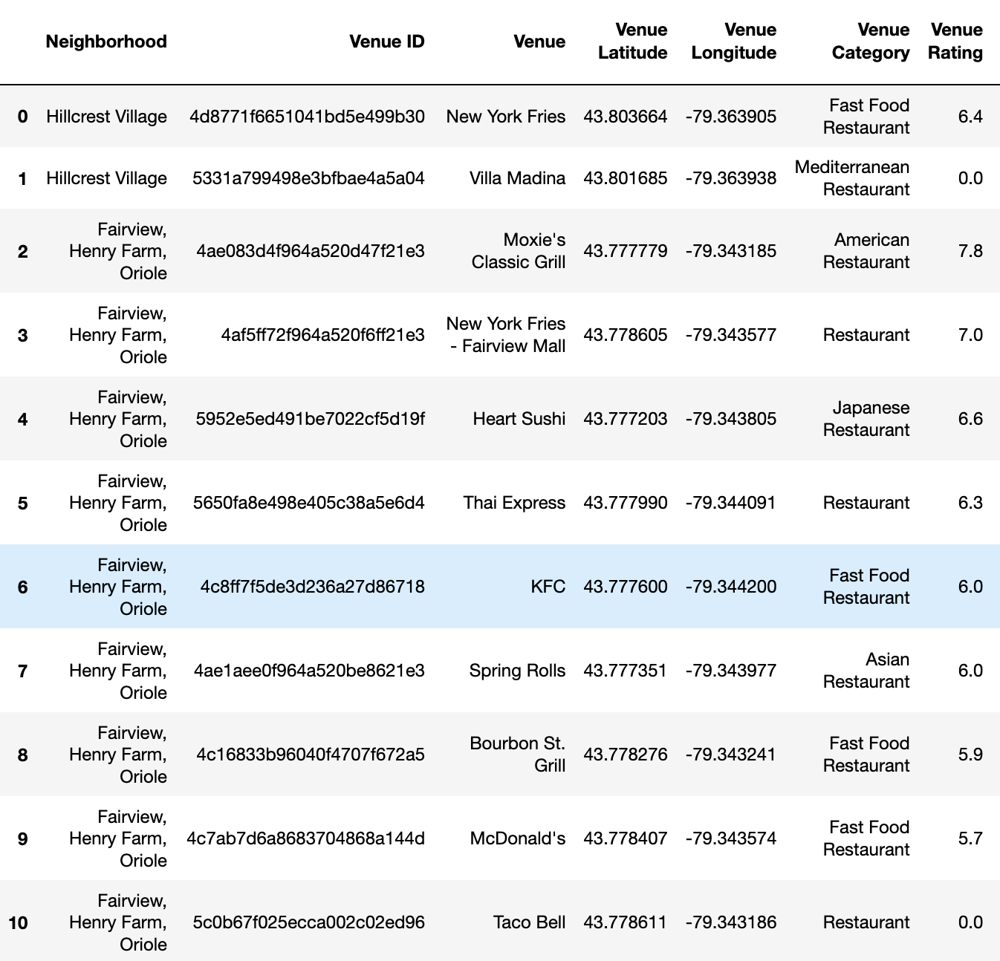 Neighborhood Venue ID Venue Venue Latitude Venue Longitude Venue Category Venue Rating
0 Hillcrest Village 4d8771f6651041bd5e499b30 New York Fries 43.803664 -79.363905 Fast Food Restaurant 6.4
1 Hillcrest Village 5331a799498e3bfbae4a5a04 Villa Madina 43.801685 -79.363938 Mediterranean Restaurant 0.0
2 Fairview, Henry Farm, Oriole 4ae083d4f964a520d47f21e3 Moxie's Classic Grill 43.777779 -79.343185 American Restaurant 7.8
3 Fairview, Henry Farm, Oriole 4af5ff72f964a520f6ff21e3 New York Fries - Fairview Mall 43.778605 -79.343577 Restaurant 7.0
4 Fairview, Henry Farm, Oriole 5952e5ed491be7022cf5d19f Heart Sushi 43.777203 -79.343805 Japanese Restaurant 6.6
5 Fairview, Henry Farm, Oriole 5650fa8e498e405c38a5e6d4 Thai Express 43.777990 -79.344091 Restaurant 6.3
6 Fairview, Henry Farm, Oriole 4c8ff7f5de3d236a27d86718 KFC 43.777600 -79.344200 Fast Food Restaurant 6.0
7 Fairview, Henry Farm, Oriole 4ae1aee0f964a520be8621e3 Spring Rolls 43.777351 -79.343977 Asian Restaurant 6.0
8 Fairview, Henry Farm, Oriole 4c16833b96040f4707f672a5 Bourbon St. Grill 43.778276 -79.343241 Fast Food Restaurant 5.9
9 Fairview, Henry Farm, Oriole 4c7ab7d6a8683704868a144d McDonald's 43.778407 -79.343574 Fast Food Restaurant 5.7
10 Fairview, Henry Farm, Oriole 5c0b67f025ecca002c02ed96 Taco Bell 43.778611 -79.343186 Restaurant 0.0